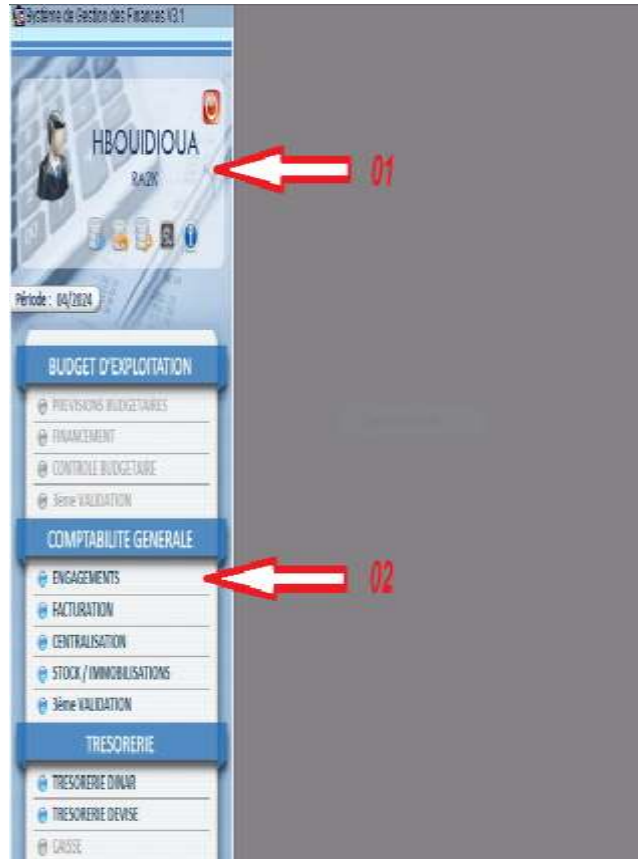 Système de Gestion des Finances V3.1
HBOUIDIOUA
RA2K
01
Période : 04/2024
BUDGET D'EXPLOITATION
PREVISIONS BUDGETAIRES
FINANCEMENT
CONTROLE BUDGETAIRE
3ème VALIDATION
COMPTABILITE GENERALE
ENGAGEMENTS
02
FACTURATION
CENTRALISATION
STOCK / IMMOBILISATIONS
3ème VALIDATION
TRESORERIE
TRESORERIE DINAR
TRESORERIE DEVISE
CAISSE